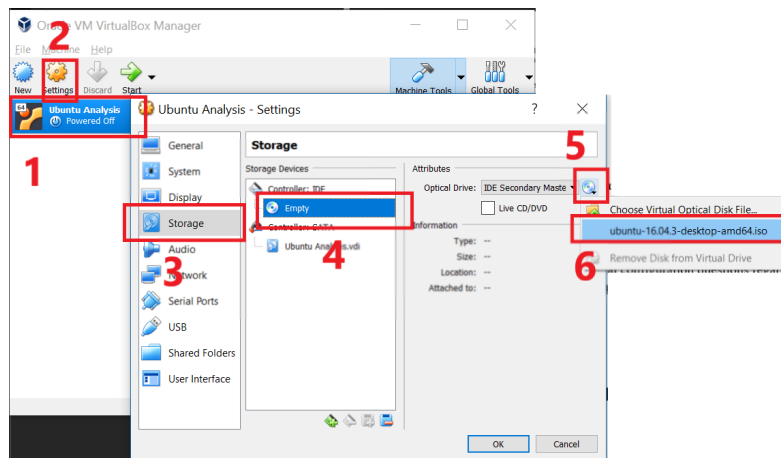 Oracle VM VirtualBox Manager
2
File Machine Help
New Settings Discard Start
Machine Tools Global Tools
64
Ubuntu Analysis
Powered Off
1
Ubuntu Analysis - Settings
?
General
System
Display
Storage
Audio
Network
Serial Ports
USB
Shared Folders
User Interface
3
Storage
Storage Devices
Controller: IDE
Empty
Controller: SATA
Ubuntu Analysis.vdi
4
Attributes
Optical Drive: IDE Secondary Maste
Live CD/DVD
Information
Type: --
Size: --
Location: --
Attached to: --
5
Choose Virtual Optical Disk File...
ubuntu-16.04.3-desktop-amd64.iso
Remove Disk from Virtual Drive
6
OK Cancel